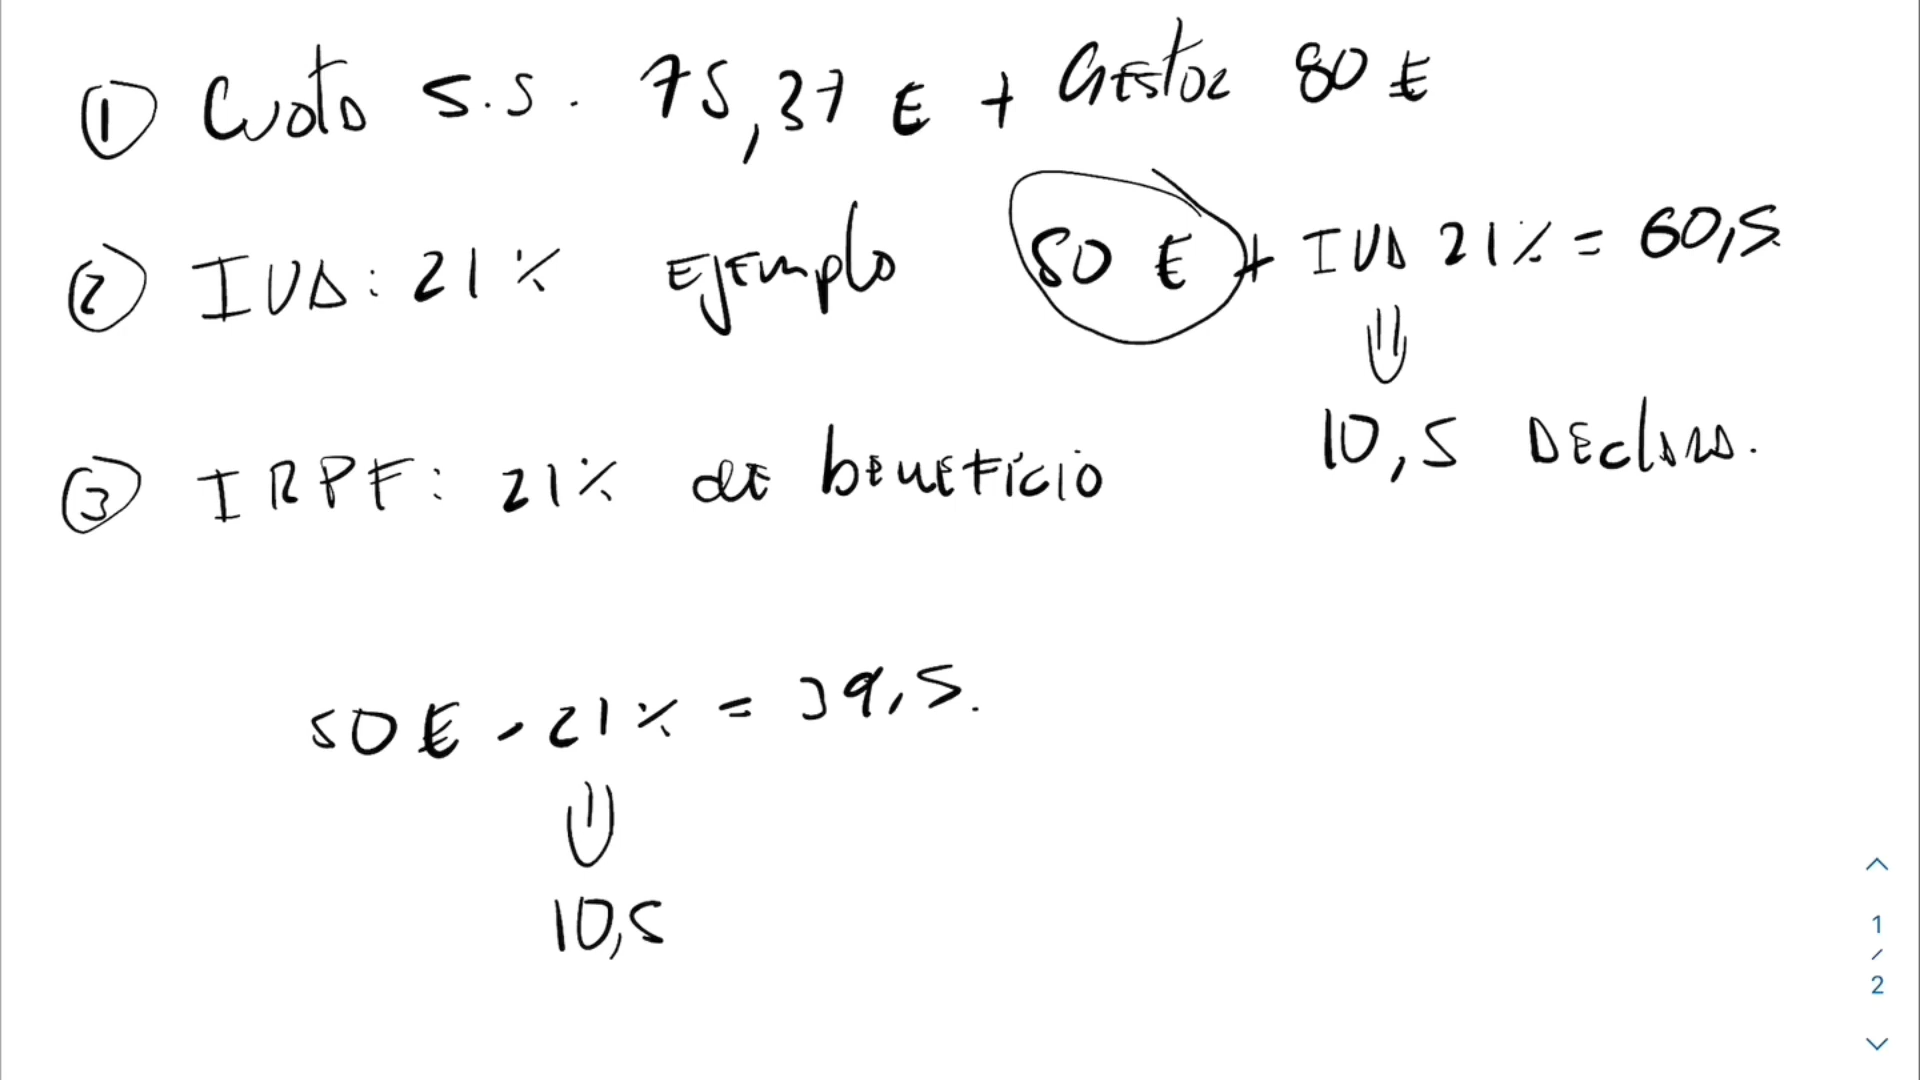 ① Cuota S.S. 75,37 € + GESTOR 80 €
② IVA: 21% EJEmplo 50 € + IVA 21% = 60,5
10,5 DEClARA.
③ IRPF: 21% dE bENEFicio
50 € - 21% = 39,5.
10,5
1
/
2